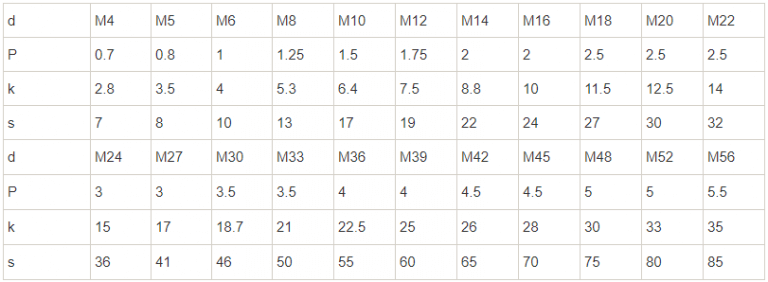 d M4 M5 M6 M8 M10 M12 M14 M16 M18 M20 M22
P 0.7 0.8 1 1.25 1.5 1.75 2 2 2.5 2.5 2.5
k 2.8 3.5 4 5.3 6.4 7.5 8.8 10 11.5 12.5 14
s 7 8 10 13 17 19 22 24 27 30 32
d M24 M27 M30 M33 M36 M39 M42 M45 M48 M52 M56
P 3 3 3.5 3.5 4 4 4.5 4.5 5 5 5.5
k 15 17 18.7 21 22.5 25 26 28 30 33 35
s 36 41 46 50 55 60 65 70 75 80 85